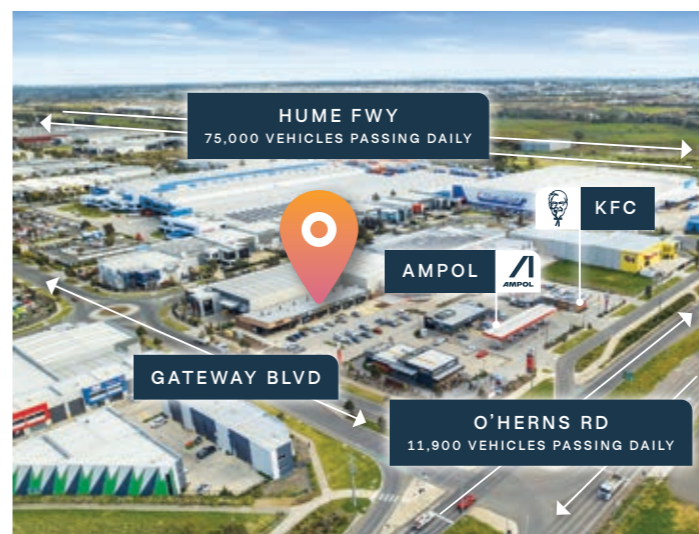 HUME FWY
75,000 VEHICLES PASSING DAILY
KFC
AMPOL
AMPOL
GATEWAY BLVD
O'HERNS RD
11,900 VEHICLES PASSING DAILY